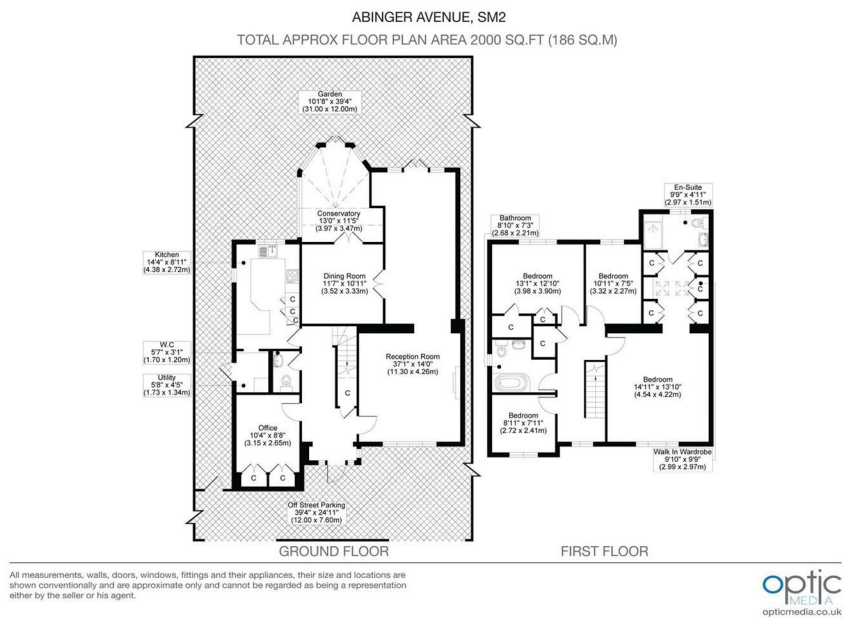 ABINGER AVENUE, SM2
TOTAL APPROX FLOOR PLAN AREA 2000 SQ.FT (186 SQ.M)
Garden
101'8" x 39'4"
(31.00 x 12.00m)
Conservatory
13'0" x 11'5"
(3.97 x 3.47m)
Kitchen
14'4" x 8'11"
(4.38 x 2.72m)
Dining Room
11'7" x 10'11"
(3.52 x 3.33m)
C
C
C
W.C
5'7" x 3'1"
(1.70 x 1.20m)
Utility
5'8" x 4'5"
(1.73 x 1.34m)
Reception Room
37'1" x 14'0"
(11.30 x 4.26m)
C
Office
10'4" x 8'8"
(3.15 x 2.65m)
C
C
Off Street Parking
39'4" x 24'11"
(12.00 x 7.60m)
GROUND FLOOR
En-Suite
9'9" x 4'11"
(2.97 x 1.51m)
Bathroom
8'10" x 7'3"
(2.68 x 2.21m)
Bedroom
13'1" x 12'10"
(3.98 x 3.90m)
Bedroom
10'11" x 7'5"
(3.32 x 2.27m)
C
C
C
C
C
C
C
C
Bedroom
14'11" x 13'10"
(4.54 x 4.22m)
Bedroom
8'11" x 7'11"
(2.72 x 2.41m)
Walk In Wardrobe
9'10" x 9'9"
(2.99 x 2.97m)
FIRST FLOOR
All measurements, walls, doors, windows, fittings and their appliances, their size and locations are
shown conventionally and are approximate only and cannot be regarded as being a representation
either by the seller or his agent.
optic
MEDIA
opticmedia.co.uk